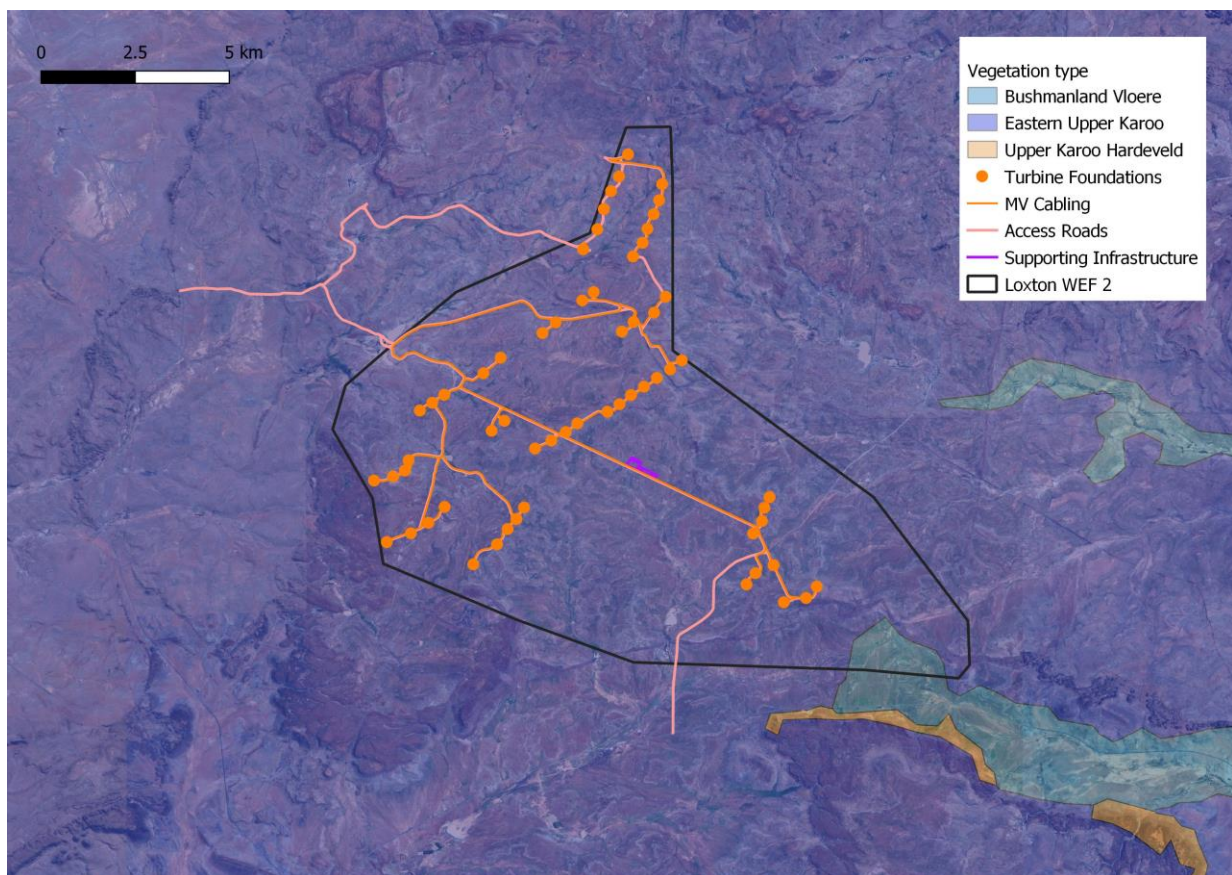 0 2.5 5 km
Vegetation type
Bushmanland Vloere
Eastern Upper Karoo
Upper Karoo Hardeveld
Turbine Foundations
MV Cabling
Access Roads
Supporting Infrastructure
Loxton WEF 2